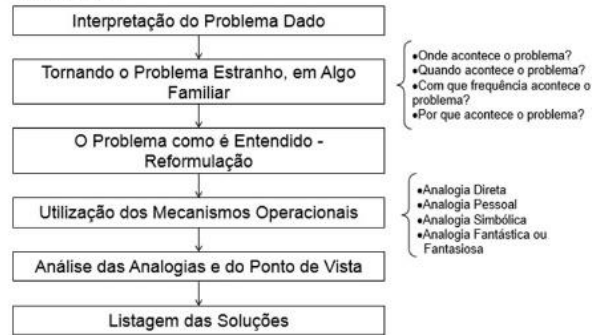 Interpretação do Problema Dado
Tornando o Problema Estranho, em Algo
Familiar
•Onde acontece o problema?
•Quando acontece o problema?
•Com que frequência acontece o
problema?
•Por que acontece o problema?
O Problema como é Entendido -
Reformulação
Utilização dos Mecanismos Operacionais
•Analogia Direta
•Analogia Pessoal
•Analogia Simbólica
•Analogia Fantástica ou
Fantasiosa
Análise das Analogias e do Ponto de Vista
Listagem das Soluções